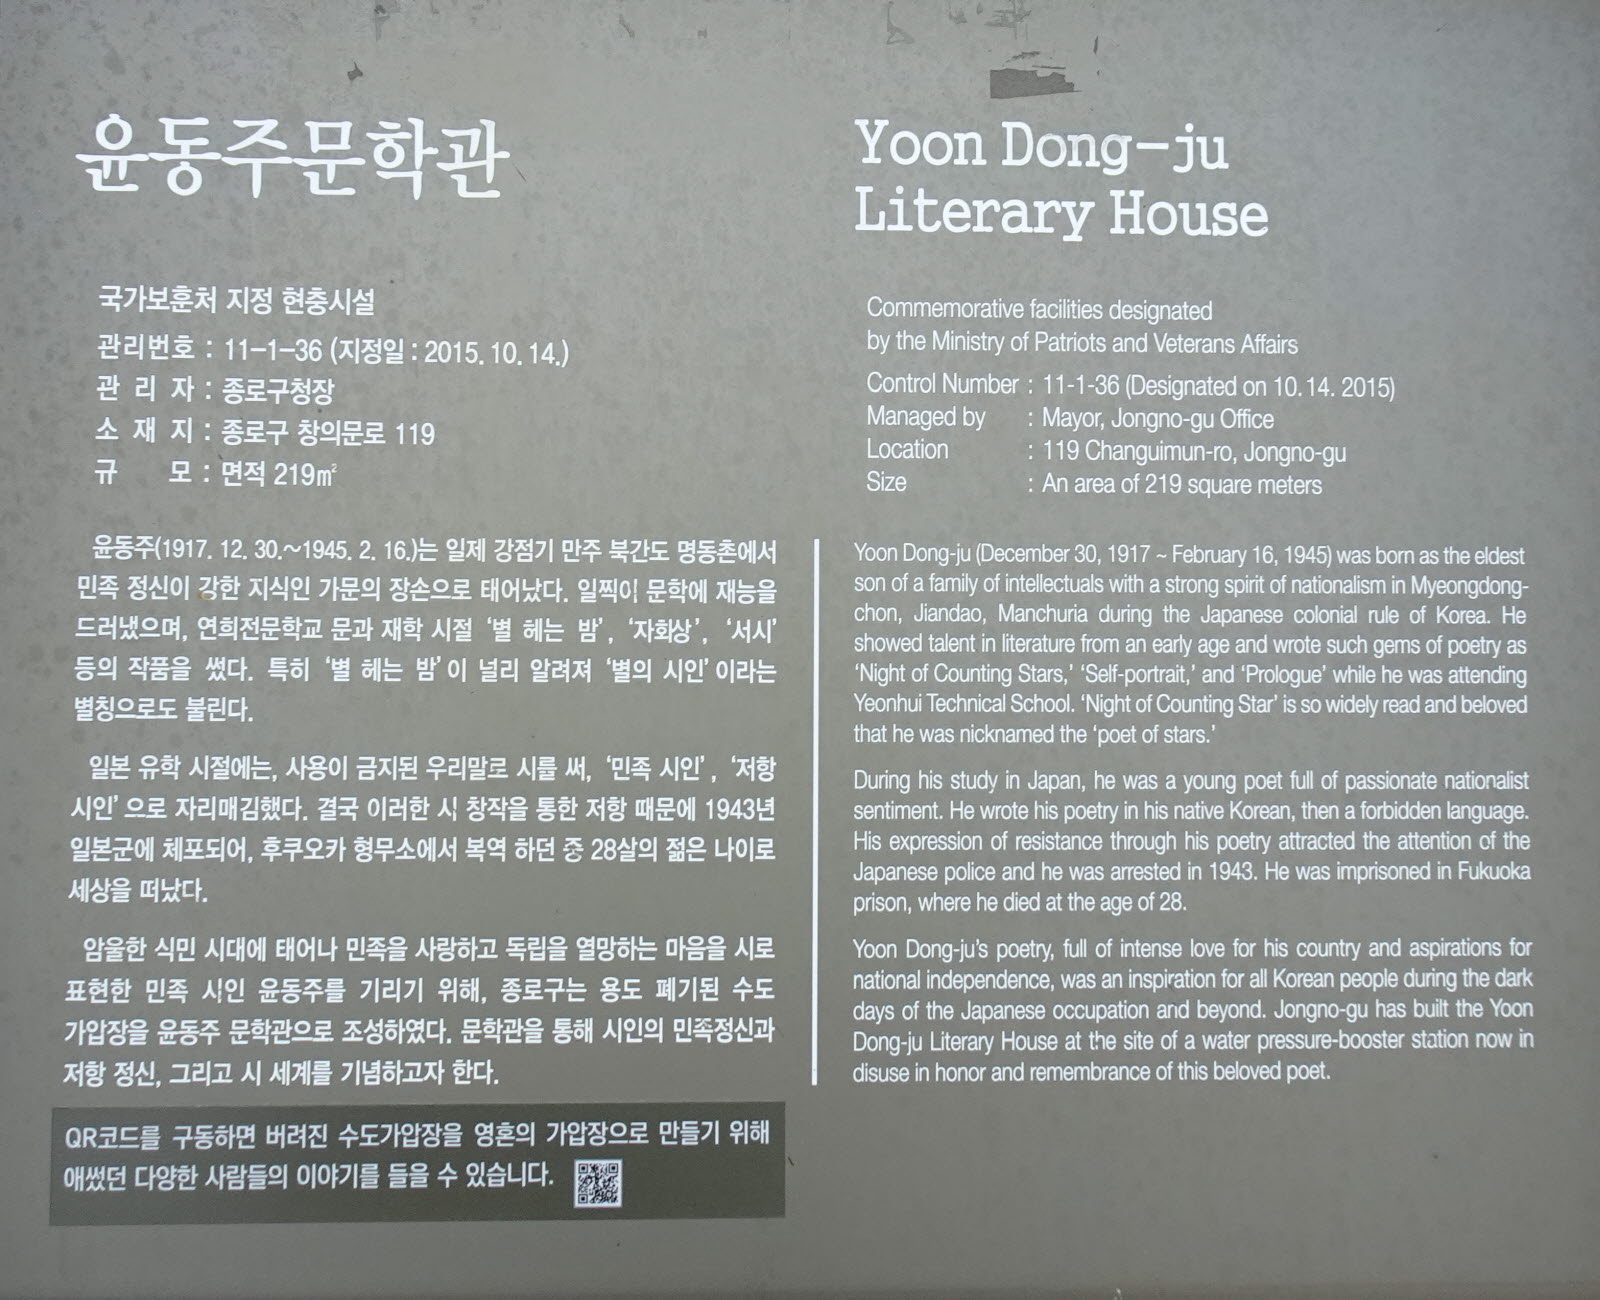 윤동주문학관
국가보훈처 지정 현충시설
관리번호 : 11-1-36 (지정일 : 2015. 10. 14.)
관 리 자 : 종로구청장
소 재 지 : 종로구 창의문로 119
규 모 : 면적 219㎡
윤동주(1917. 12. 30.~1945. 2. 16.)는 일제 강점기 만주 북간도 명동촌에서
민족 정신이 강한 지식인 가문의 장손으로 태어났다. 일찍이 문학에 재능을
드러냈으며, 연희전문학교 문과 재학 시절 ‘별 헤는 밤’, ‘자화상’, ‘서시’
등의 작품을 썼다. 특히 ‘별 헤는 밤’이 널리 알려져 ‘별의 시인’이라는
별칭으로도 불린다.
일본 유학 시절에는, 사용이 금지된 우리말로 시를 써, ‘민족 시인’, ‘저항
시인’으로 자리매김했다. 결국 이러한 시 창작을 통한 저항 때문에 1943년
일본군에 체포되어, 후쿠오카 형무소에서 복역 하던 중 28살의 젊은 나이로
세상을 떠났다.
암울한 식민 시대에 태어나 민족을 사랑하고 독립을 열망하는 마음을 시로
표현한 민족 시인 윤동주를 기리기 위해, 종로구는 용도 폐기된 수도
가압장을 윤동주 문학관으로 조성하였다. 문학관을 통해 시인의 민족정신과
저항 정신, 그리고 시 세계를 기념하고자 한다.
QR코드를 구동하면 버려진 수도가압장을 영혼의 가압장으로 만들기 위해
애썼던 다양한 사람들의 이야기를 들을 수 있습니다.
Yoon Dong-ju
Literary House
Commemorative facilities designated
by the Ministry of Patriots and Veterans Affairs
Control Number : 11-1-36 (Designated on 10. 14. 2015)
Managed by : Mayor, Jongno-gu Office
Location : 119 Changuimun-ro, Jongno-gu
Size : An area of 219 square meters
Yoon Dong-ju (December 30, 1917 ~ February 16, 1945) was born as the eldest
son of a family of intellectuals with a strong spirit of nationalism in Myeongdong-
chon, Jiandao, Manchuria during the Japanese colonial rule of Korea. He
showed talent in literature from an early age and wrote such gems of poetry as
‘Night of Counting Stars,’ ‘Self-portrait,’ and ‘Prologue’ while he was attending
Yeonhui Technical School. ‘Night of Counting Star’ is so widely read and beloved
that he was nicknamed the ‘poet of stars.’
During his study in Japan, he was a young poet full of passionate nationalist
sentiment. He wrote his poetry in his native Korean, then a forbidden language.
His expression of resistance through his poetry attracted the attention of the
Japanese police and he was arrested in 1943. He was imprisoned in Fukuoka
prison, where he died at the age of 28.
Yoon Dong-ju’s poetry, full of intense love for his country and aspirations for
national independence, was an inspiration for all Korean people during the dark
days of the Japanese occupation and beyond. Jongno-gu has built the Yoon
Dong-ju Literary House at the site of a water pressure-booster station now in
disuse in honor and remembrance of this beloved poet.